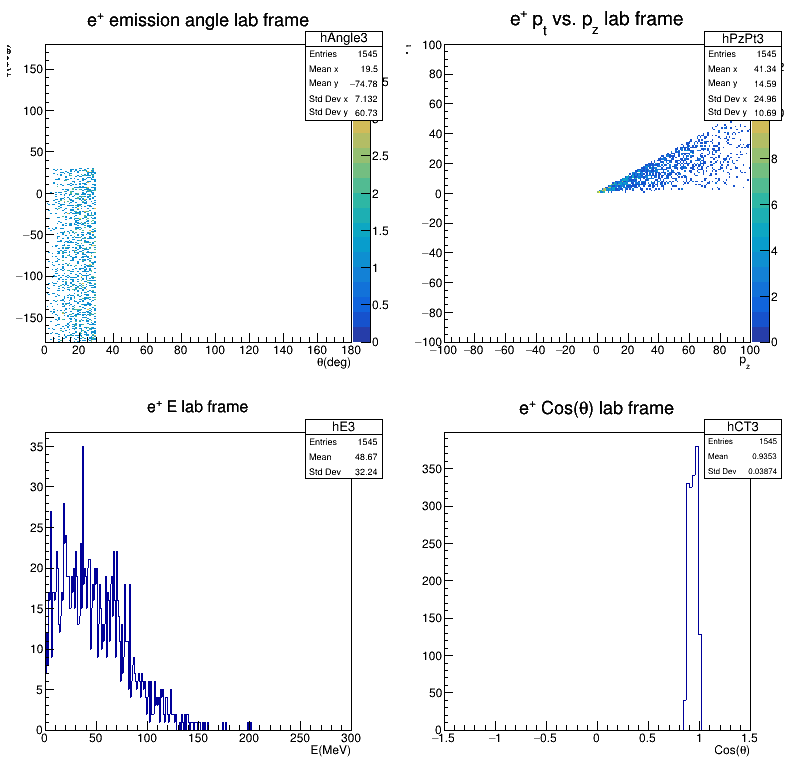 e+ emission angle lab frame
hAngle3
Entries 1545
Mean x 19.5
Mean y −74.78
Std Dev x 7.132
Std Dev y 60.73
150
100
50
0
−50
−100
−150
0 20 40 60 80 100 120 140 160 180
θ(deg)
5
2.5
2
1.5
1
0.5
0
e+ pt vs. pz lab frame
hPzPt3
Entries 1545
Mean x 41.34
Mean y 14.59
Std Dev x 24.96
Std Dev y 10.69
100
80
60
40
20
0
−20
−40
−60
−80
−100
−100 −80 −60 −40 −20 0 20 40 60 80 100
pz
8
6
4
2
0
e+ E lab frame
hE3
Entries 1545
Mean 48.67
Std Dev 32.24
35
30
25
20
15
10
5
0
0 50 100 150 200 250 300
E(MeV)
e+ Cos(θ) lab frame
hCT3
Entries 1545
Mean 0.9353
Std Dev 0.03874
350
300
250
200
150
100
50
0
−1.5 −1 −0.5 0 0.5 1 1.5
Cos(θ)